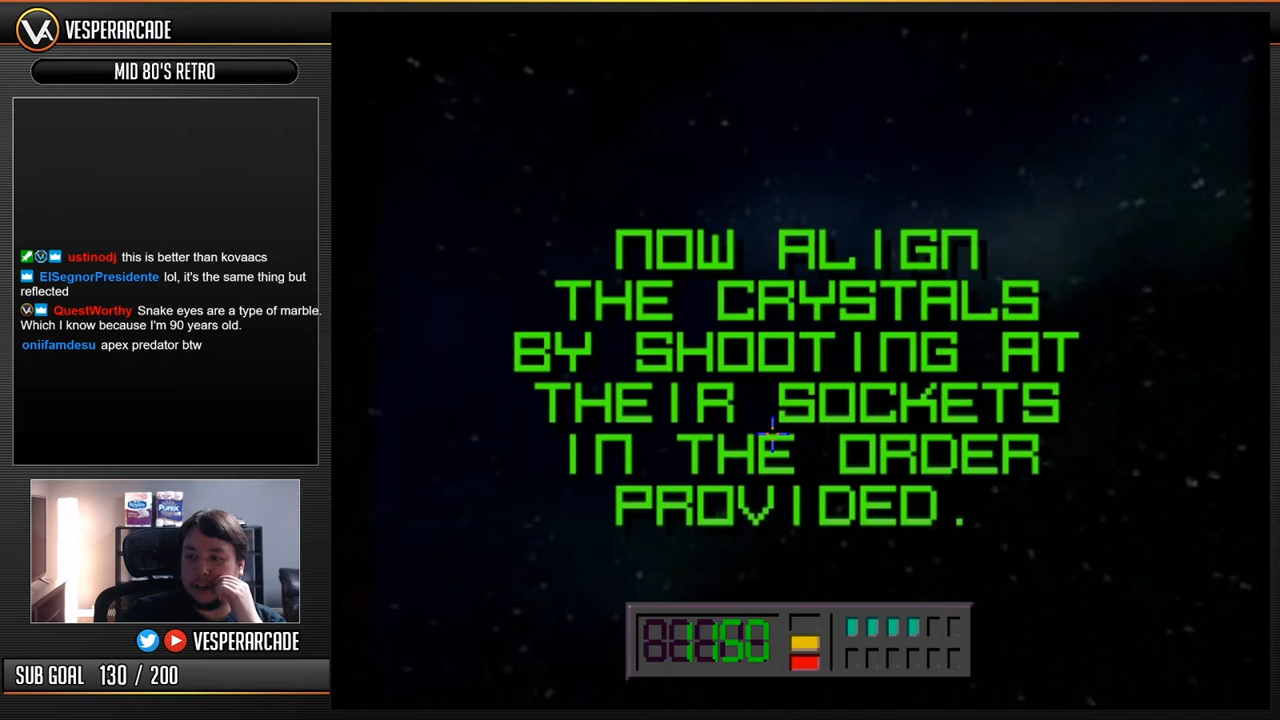 VESPERARCADE
MID 80'S RETRO
ustinodj this is better than kovaacs
ElSegnorPresidente lol, it's the same thing but
reflected
QuestWorthy Snake eyes are a type of marble.
Which I know because I'm 90 years old.
oniifamdesu apex predator btw
VESPERARCADE
SUB GOAL 130 / 200
NOW ALIGN
THE CRYSTALS
BY SHOOTING AT
THEIR SOCKETS
IN THE ORDER
PROVIDED.
1150